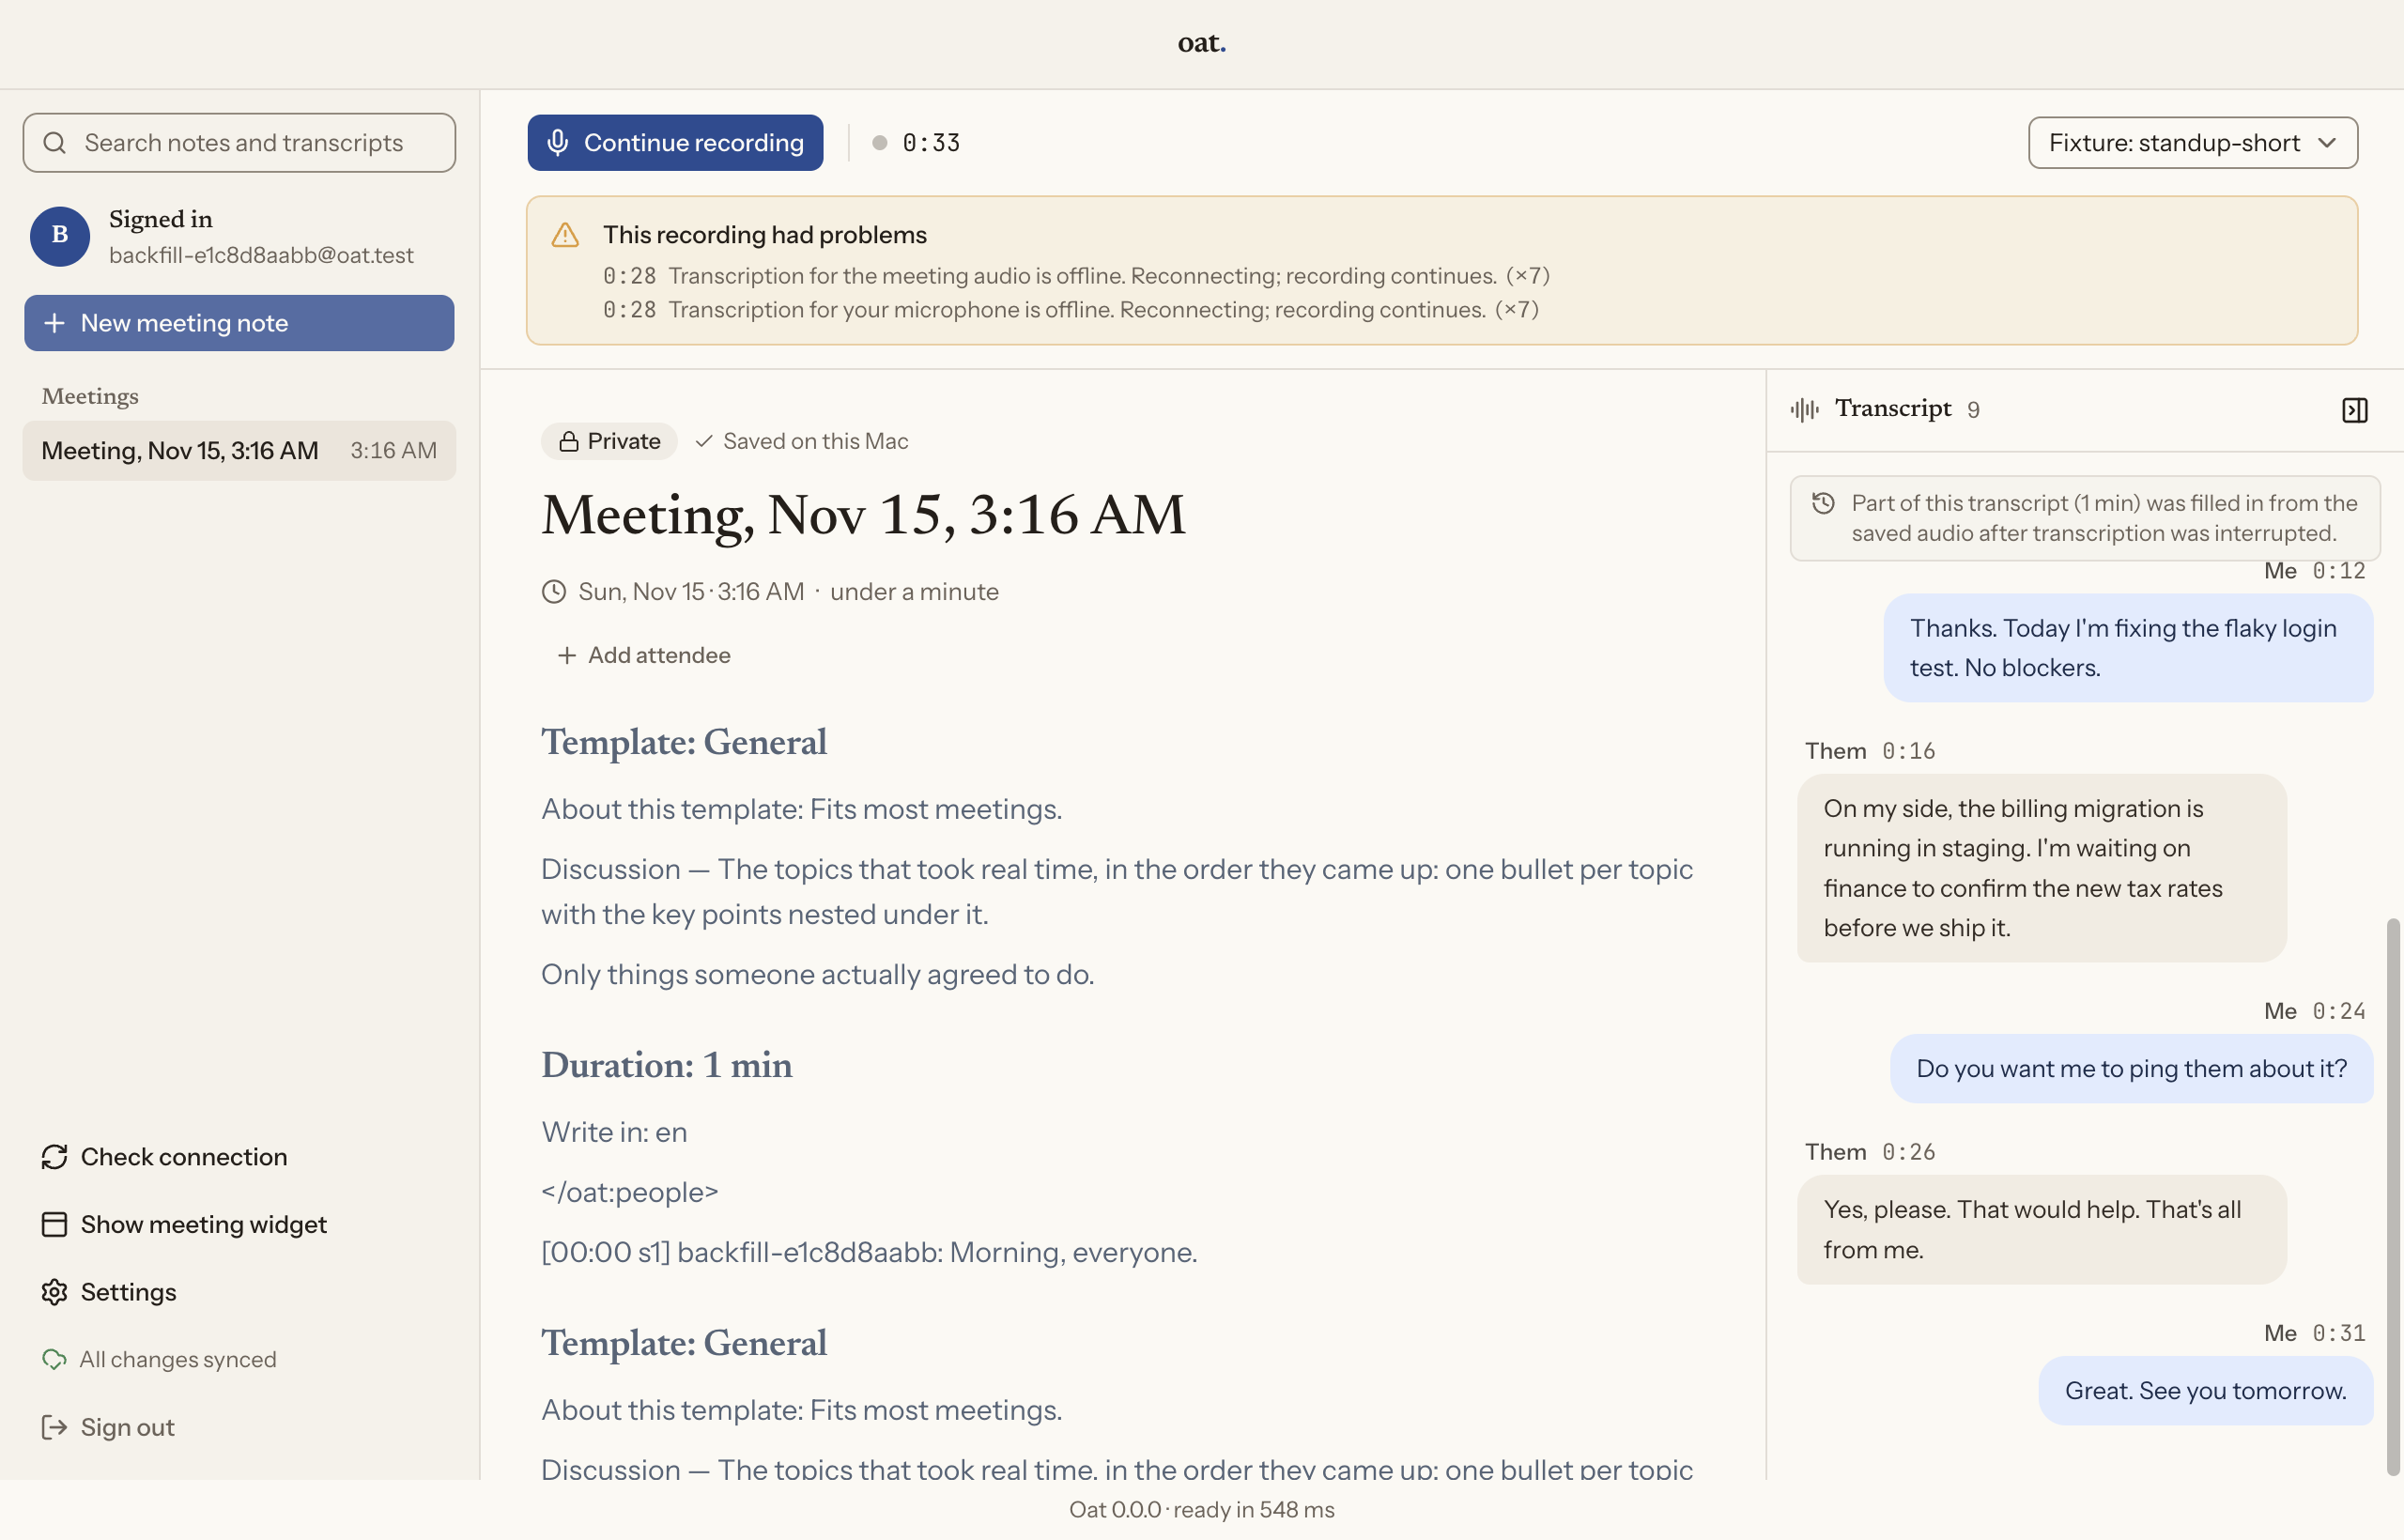 oat.
Search notes and transcripts
B
Signed in
backfill-e1c8d8aabb@oat.test
New meeting note
Meetings
Meeting, Nov 15, 3:16 AM 3:16 AM
Check connection
Show meeting widget
Settings
All changes synced
Sign out
Continue recording
0:33
Fixture: standup-short
This recording had problems
0:28 Transcription for the meeting audio is offline. Reconnecting; recording continues. (×7)
0:28 Transcription for your microphone is offline. Reconnecting; recording continues. (×7)
Private
Saved on this Mac
Meeting, Nov 15, 3:16 AM
Sun, Nov 15 · 3:16 AM · under a minute
Add attendee
Template: General
About this template: Fits most meetings.
Discussion — The topics that took real time, in the order they came up: one bullet per topic
with the key points nested under it.
Only things someone actually agreed to do.
Duration: 1 min
Write in: en
</oat:people>
[00:00 s1] backfill-e1c8d8aabb: Morning, everyone.
Template: General
About this template: Fits most meetings.
Discussion — The topics that took real time, in the order they came up: one bullet per topic
Transcript 9
Part of this transcript (1 min) was filled in from the
saved audio after transcription was interrupted.
Me 0:12
Thanks. Today I'm fixing the flaky login
test. No blockers.
Them 0:16
On my side, the billing migration is
running in staging. I'm waiting on
finance to confirm the new tax rates
before we ship it.
Me 0:24
Do you want me to ping them about it?
Them 0:26
Yes, please. That would help. That's all
from me.
Me 0:31
Great. See you tomorrow.
Oat 0.0.0 · ready in 548 ms